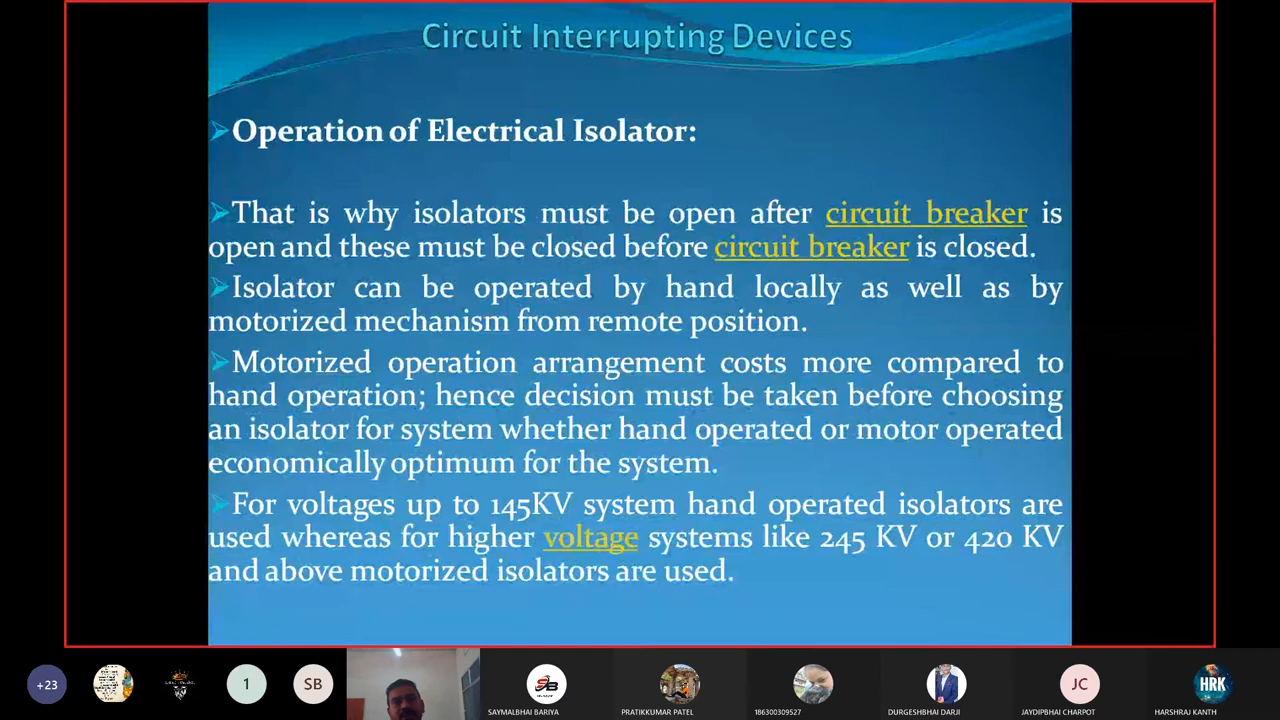 Circuit Interrupting Devices
Operation of Electrical Isolator:
That is why isolators must be open after circuit breaker is
open and these must be closed before circuit breaker is closed.
Isolator can be operated by hand locally as well as by
motorized mechanism from remote position.
Motorized operation arrangement costs more compared to
hand operation; hence decision must be taken before choosing
an isolator for system whether hand operated or motor operated
economically optimum for the system.
For voltages up to 145KV system hand operated isolators are
used whereas for higher voltage systems like 245 KV or 420 KV
and above motorized isolators are used.
+23
1
SB
SB
JC
HRK
SAYMALBHAI BARIYA
PRATIKKUMAR PATEL
186300309527
DURGESHBHAI DARJI
JAYDIPBHAI CHARPOT
HARSHRAJ KANTH